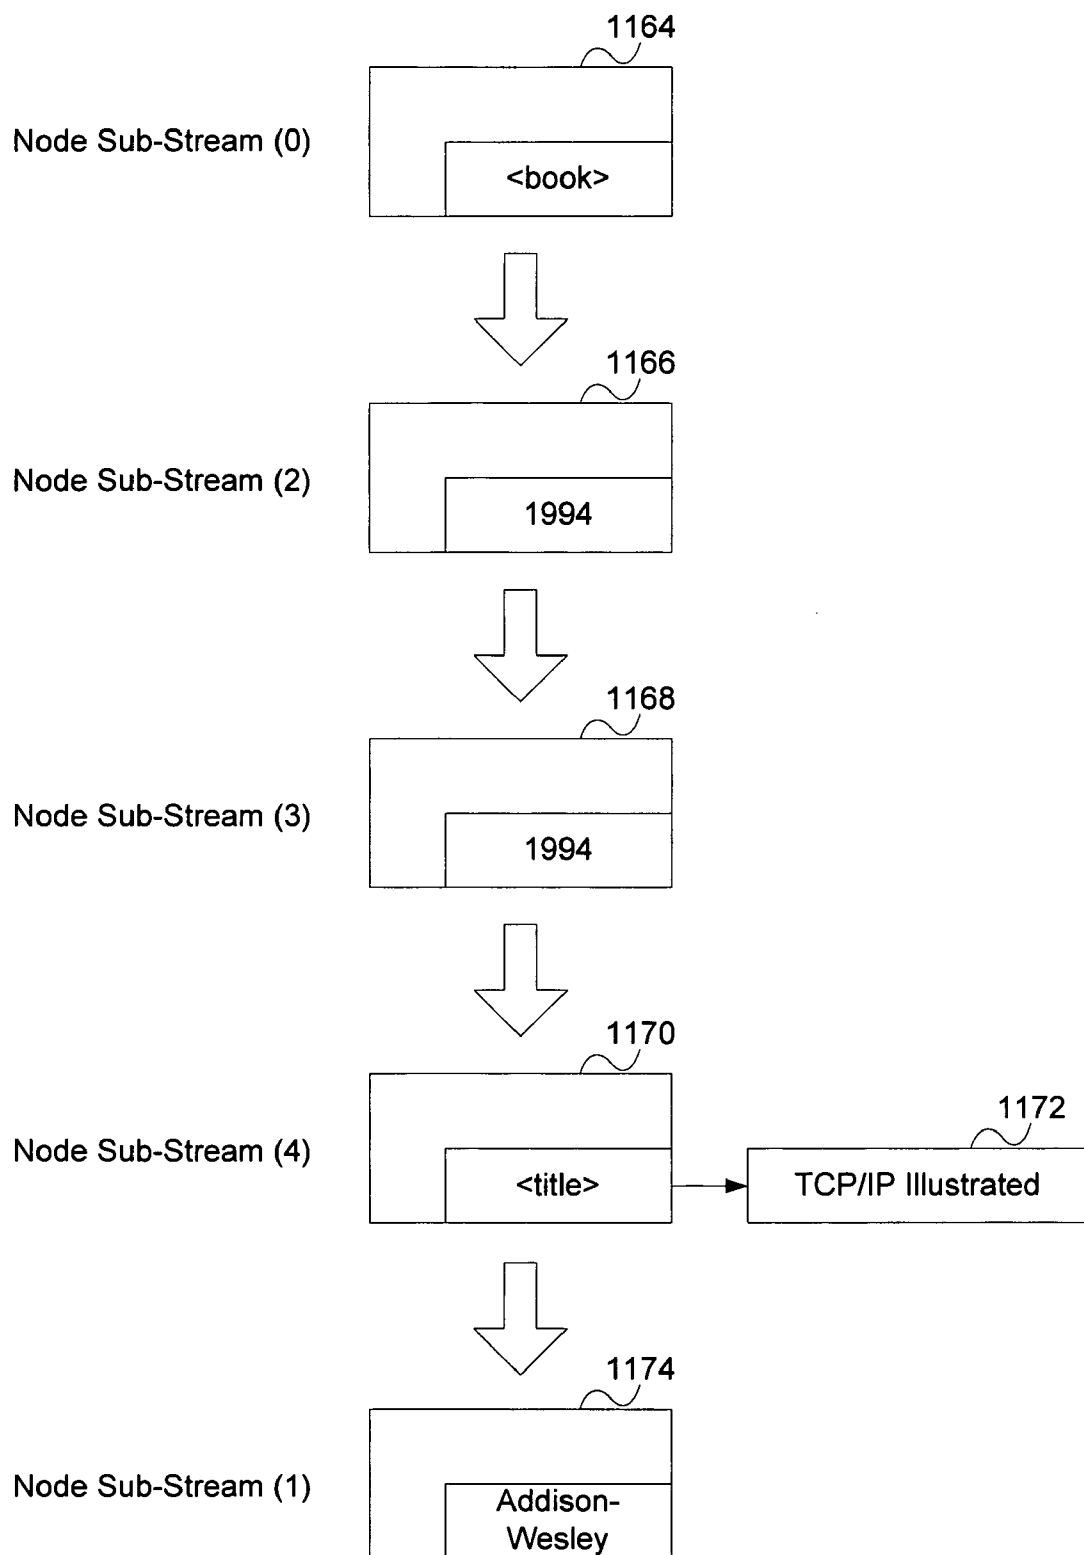 1164
Node Sub-Stream (0)
<book>
1166
Node Sub-Stream (2)
1994
1168
Node Sub-Stream (3)
1994
1170
1172
Node Sub-Stream (4)
<title>
TCP/IP Illustrated
1174
Node Sub-Stream (1)
Addison-
Wesley